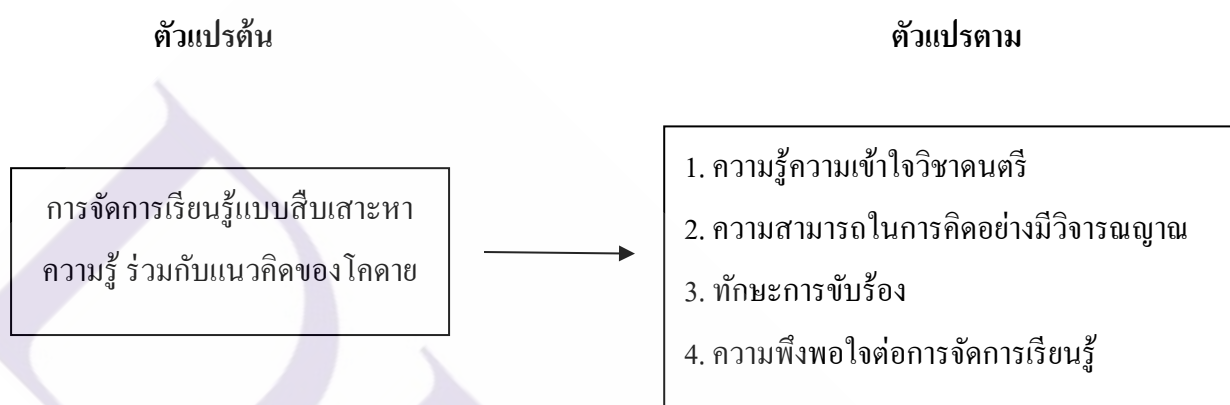 ตัวแปรต้น
ตัวแปรตาม
การจัดการเรียนรู้แบบสืบเสาะหา
ความรู้ ร่วมกับแนวคิดของโคดาย
1. ความรู้ความเข้าใจวิชาดนตรี
2. ความสามารถในการคิดอย่างมีวิจารณญาณ
3. ทักษะการขับร้อง
4. ความพึงพอใจต่อการจัดการเรียนรู้